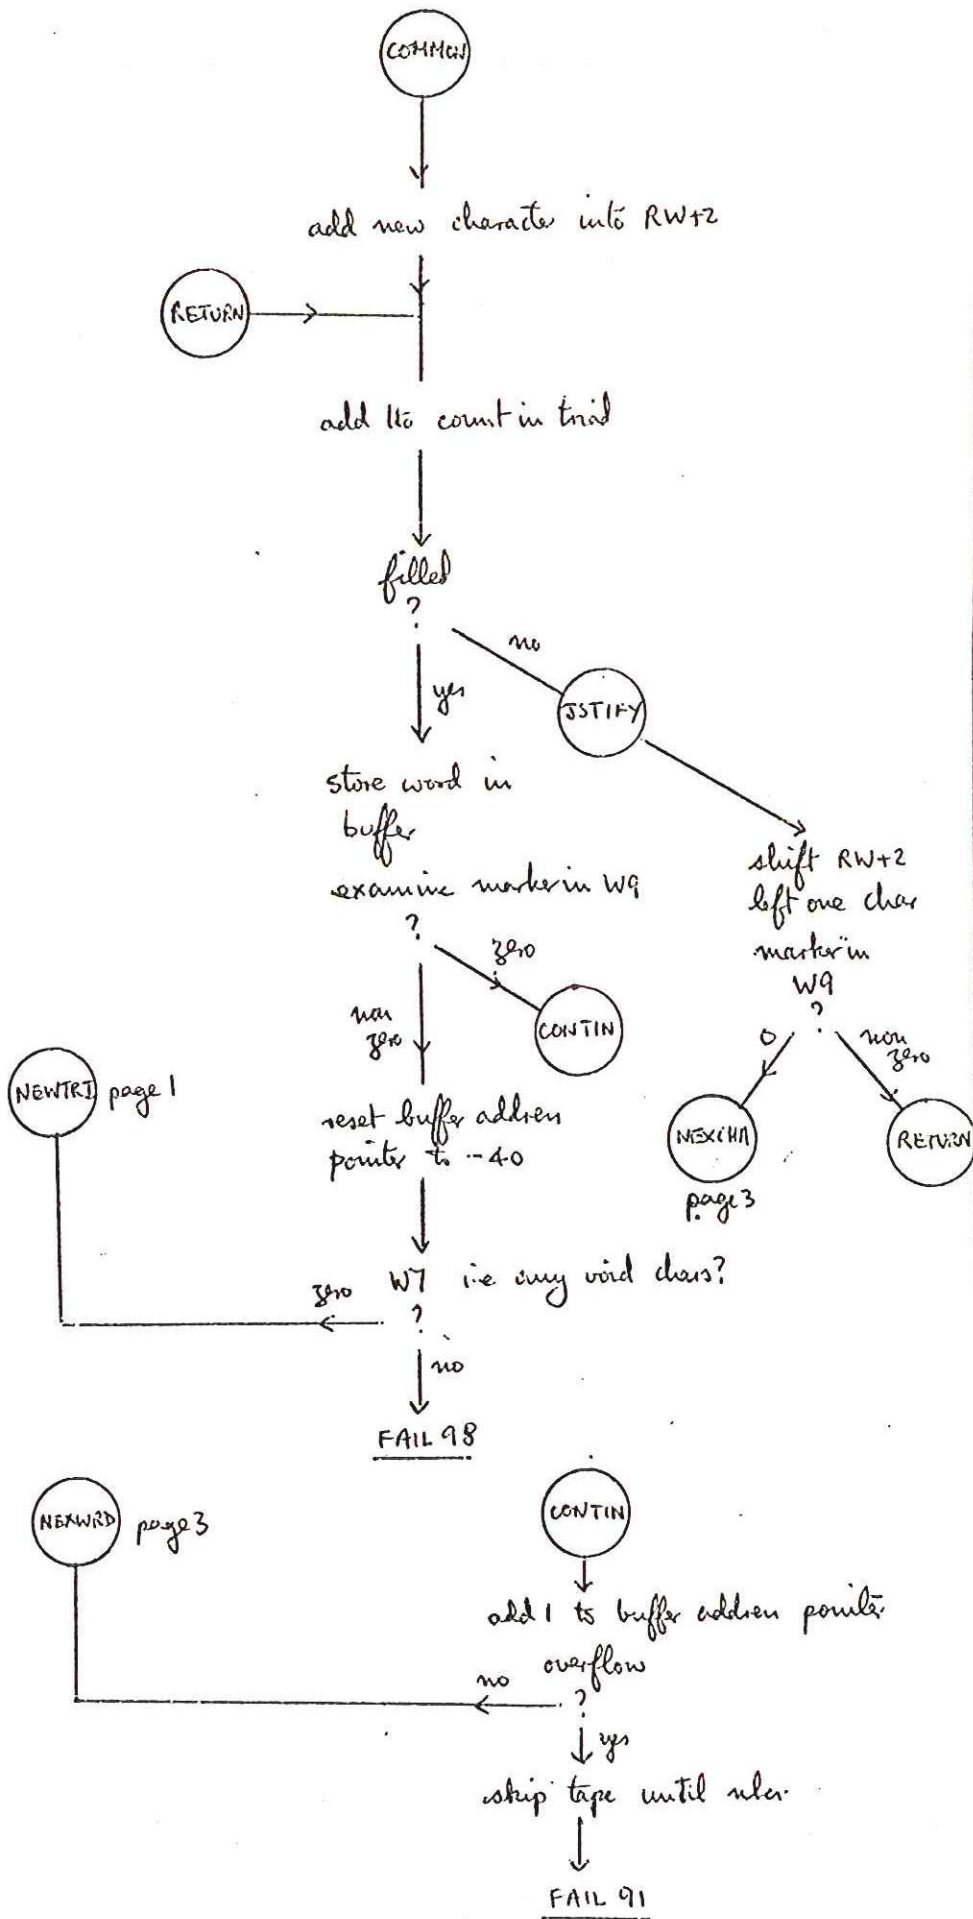 COMMON
add new character into RW+2
RETURN
add 1 to count in triad
filled
?
no
yes
JSTIFY
store word in
buffer
examine marker in W9
?
zero
non
zero
CONTIN
shift RW+2
left one char
marker in
W9
?
0
non
zero
NEXCHA
page 3
RETURN
NEWTRI page 1
reset buffer address
pointer to -40
W7 i.e any void chars?
zero
?
no
FAIL 98
NEXWRD page 3
CONTIN
add 1 to buffer address pointer
overflow
no
?
yes
skip tape until
FAIL 91